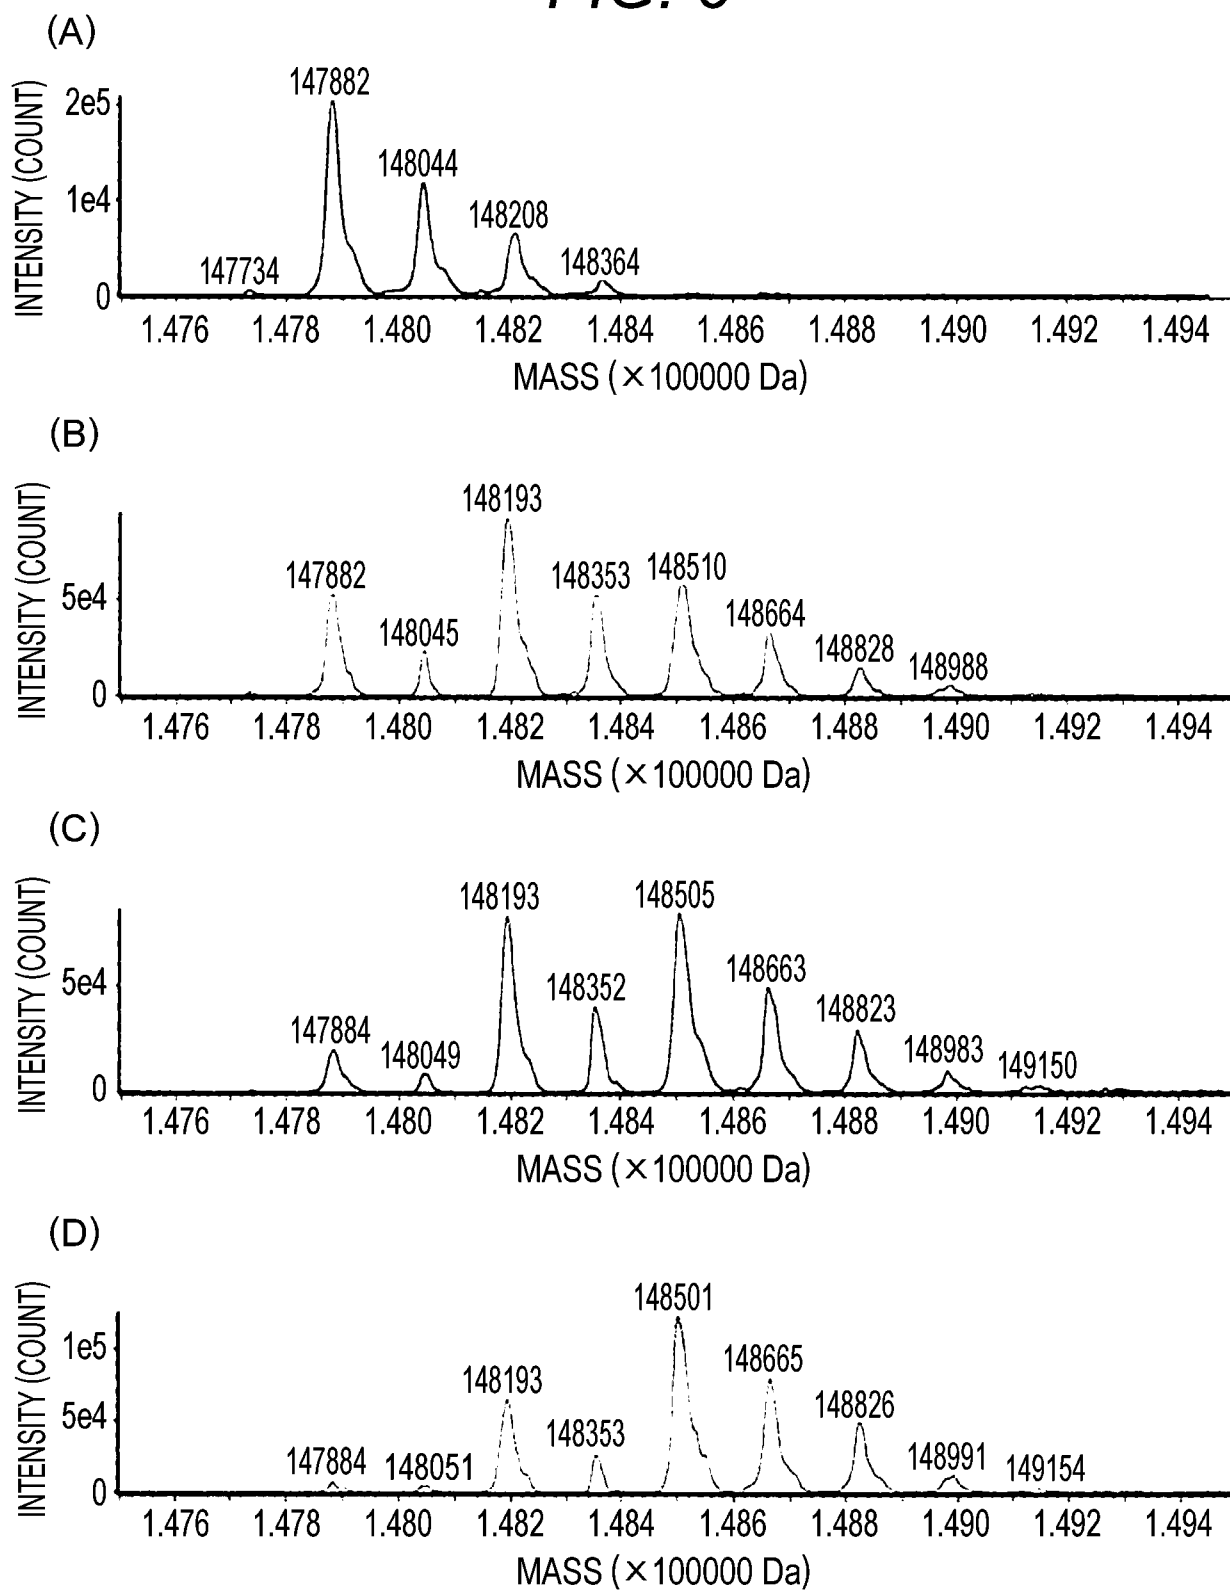 (A)
INTENSITY (COUNT)
2e5
1e4
0
147734
147882
148044
148208
148364
1.476 1.478 1.480 1.482 1.484 1.486 1.488 1.490 1.492 1.494
MASS (×100000 Da)
(B)
INTENSITY (COUNT)
5e4
0
147882
148045
148193
148353
148510
148664
148828
148988
1.476 1.478 1.480 1.482 1.484 1.486 1.488 1.490 1.492 1.494
MASS (×100000 Da)
(C)
INTENSITY (COUNT)
5e4
0
147884
148049
148193
148352
148505
148663
148823
148983
149150
1.476 1.478 1.480 1.482 1.484 1.486 1.488 1.490 1.492 1.494
MASS (×100000 Da)
(D)
INTENSITY (COUNT)
1e5
5e4
0
147884
148051
148193
148353
148501
148665
148826
148991
149154
1.476 1.478 1.480 1.482 1.484 1.486 1.488 1.490 1.492 1.494
MASS (×100000 Da)